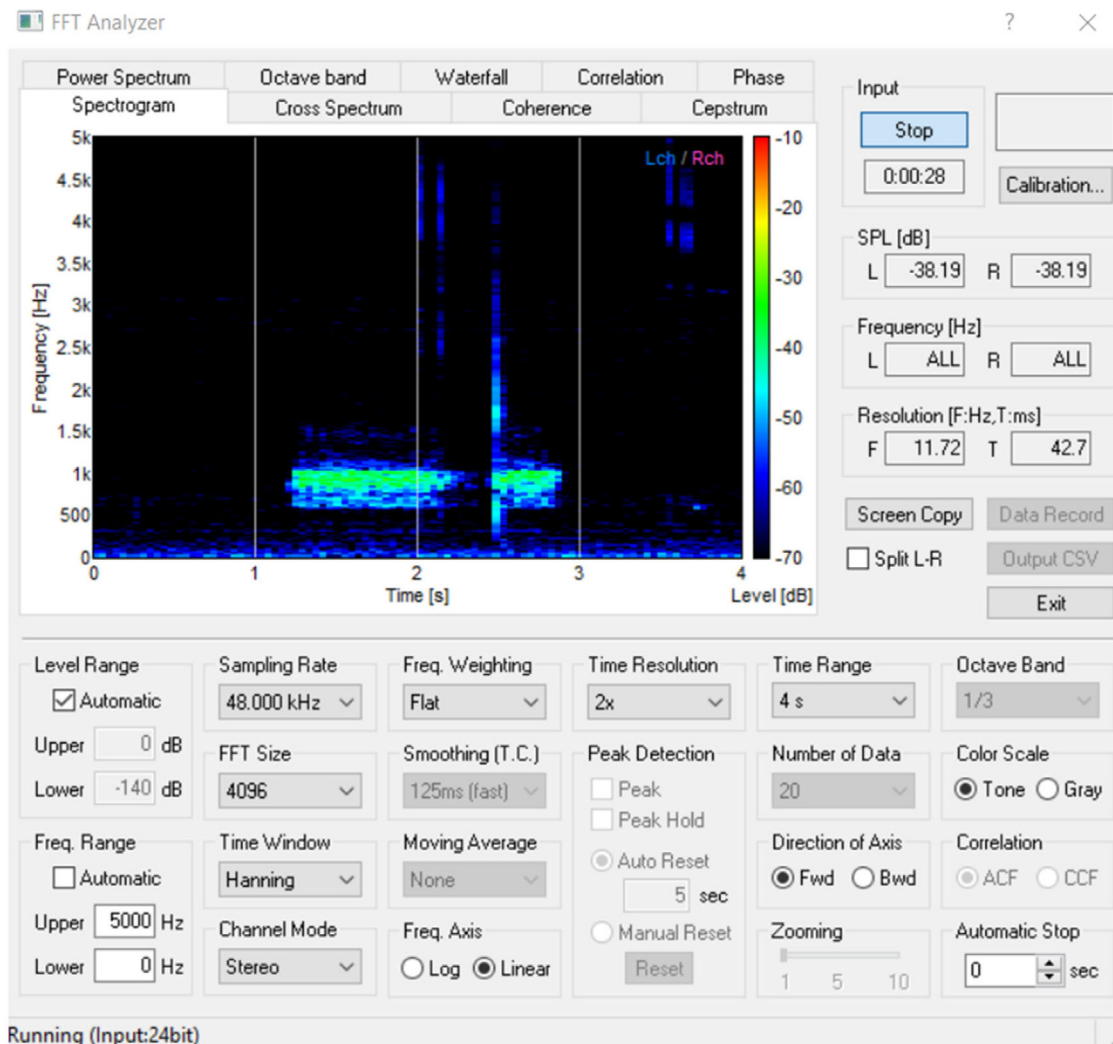 FFT Analyzer
? ×
Power Spectrum Octave band Waterfall Correlation Phase
Spectrogram Cross Spectrum Coherence Cepstrum
Lch / Rch
5k
4.5k
4k
3.5k
3k
2.5k
2k
1.5k
1k
500
0
Frequency [Hz]
0 1 2 3 4
Time [s]
-10
-20
-30
-40
-50
-60
-70
Level [dB]
Input
Stop
0:00:28
Calibration...
SPL [dB]
L -38.19 R -38.19
Frequency [Hz]
L ALL R ALL
Resolution [F:Hz,T:ms]
F 11.72 T 42.7
Screen Copy Data Record
Split L-R Output CSV
Exit
Level Range
Automatic
Upper 0 dB
Lower -140 dB
Freq. Range
Automatic
Upper 5000 Hz
Lower 0 Hz
Sampling Rate
48.000 kHz
FFT Size
4096
Time Window
Hanning
Channel Mode
Stereo
Freq. Weighting
Flat
Smoothing (T.C.)
125ms (fast)
Moving Average
None
Freq. Axis
Log Linear
Time Resolution
2x
Peak Detection
Peak
Peak Hold
Auto Reset
5 sec
Manual Reset
Reset
Time Range
4 s
Number of Data
20
Direction of Axis
Fwd Bwd
Zooming
1 5 10
Octave Band
1/3
Color Scale
Tone Gray
Correlation
ACF CCF
Automatic Stop
0 sec
Running (Input:24bit)